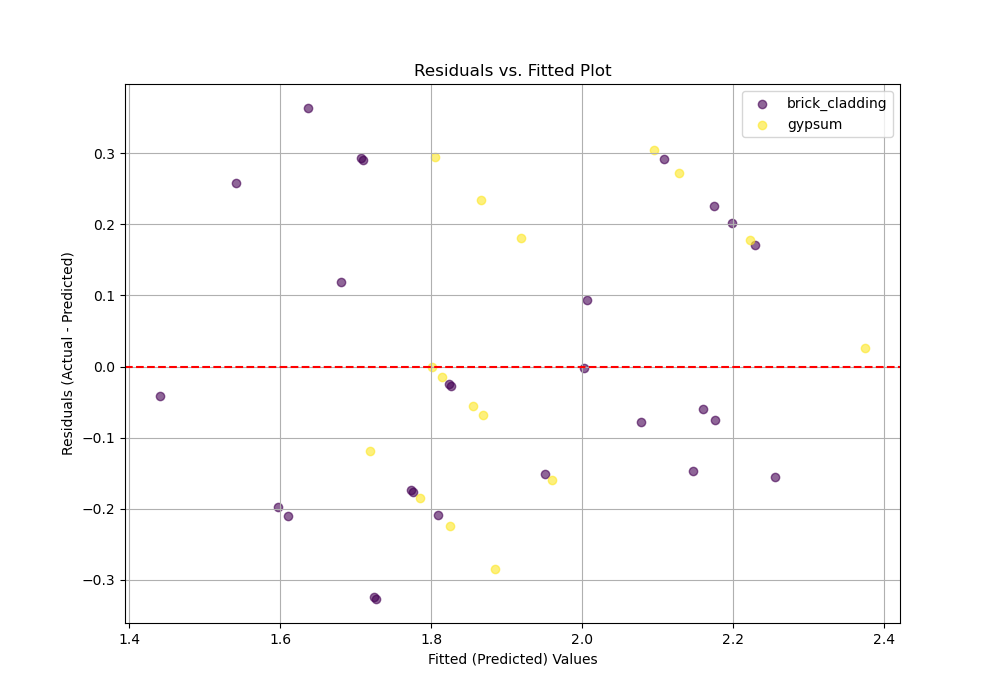 Residuals vs. Fitted Plot
brick_cladding
gypsum
Residuals (Actual - Predicted)
0.3
0.2
0.1
0.0
−0.1
−0.2
−0.3
1.4 1.6 1.8 2.0 2.2 2.4
Fitted (Predicted) Values